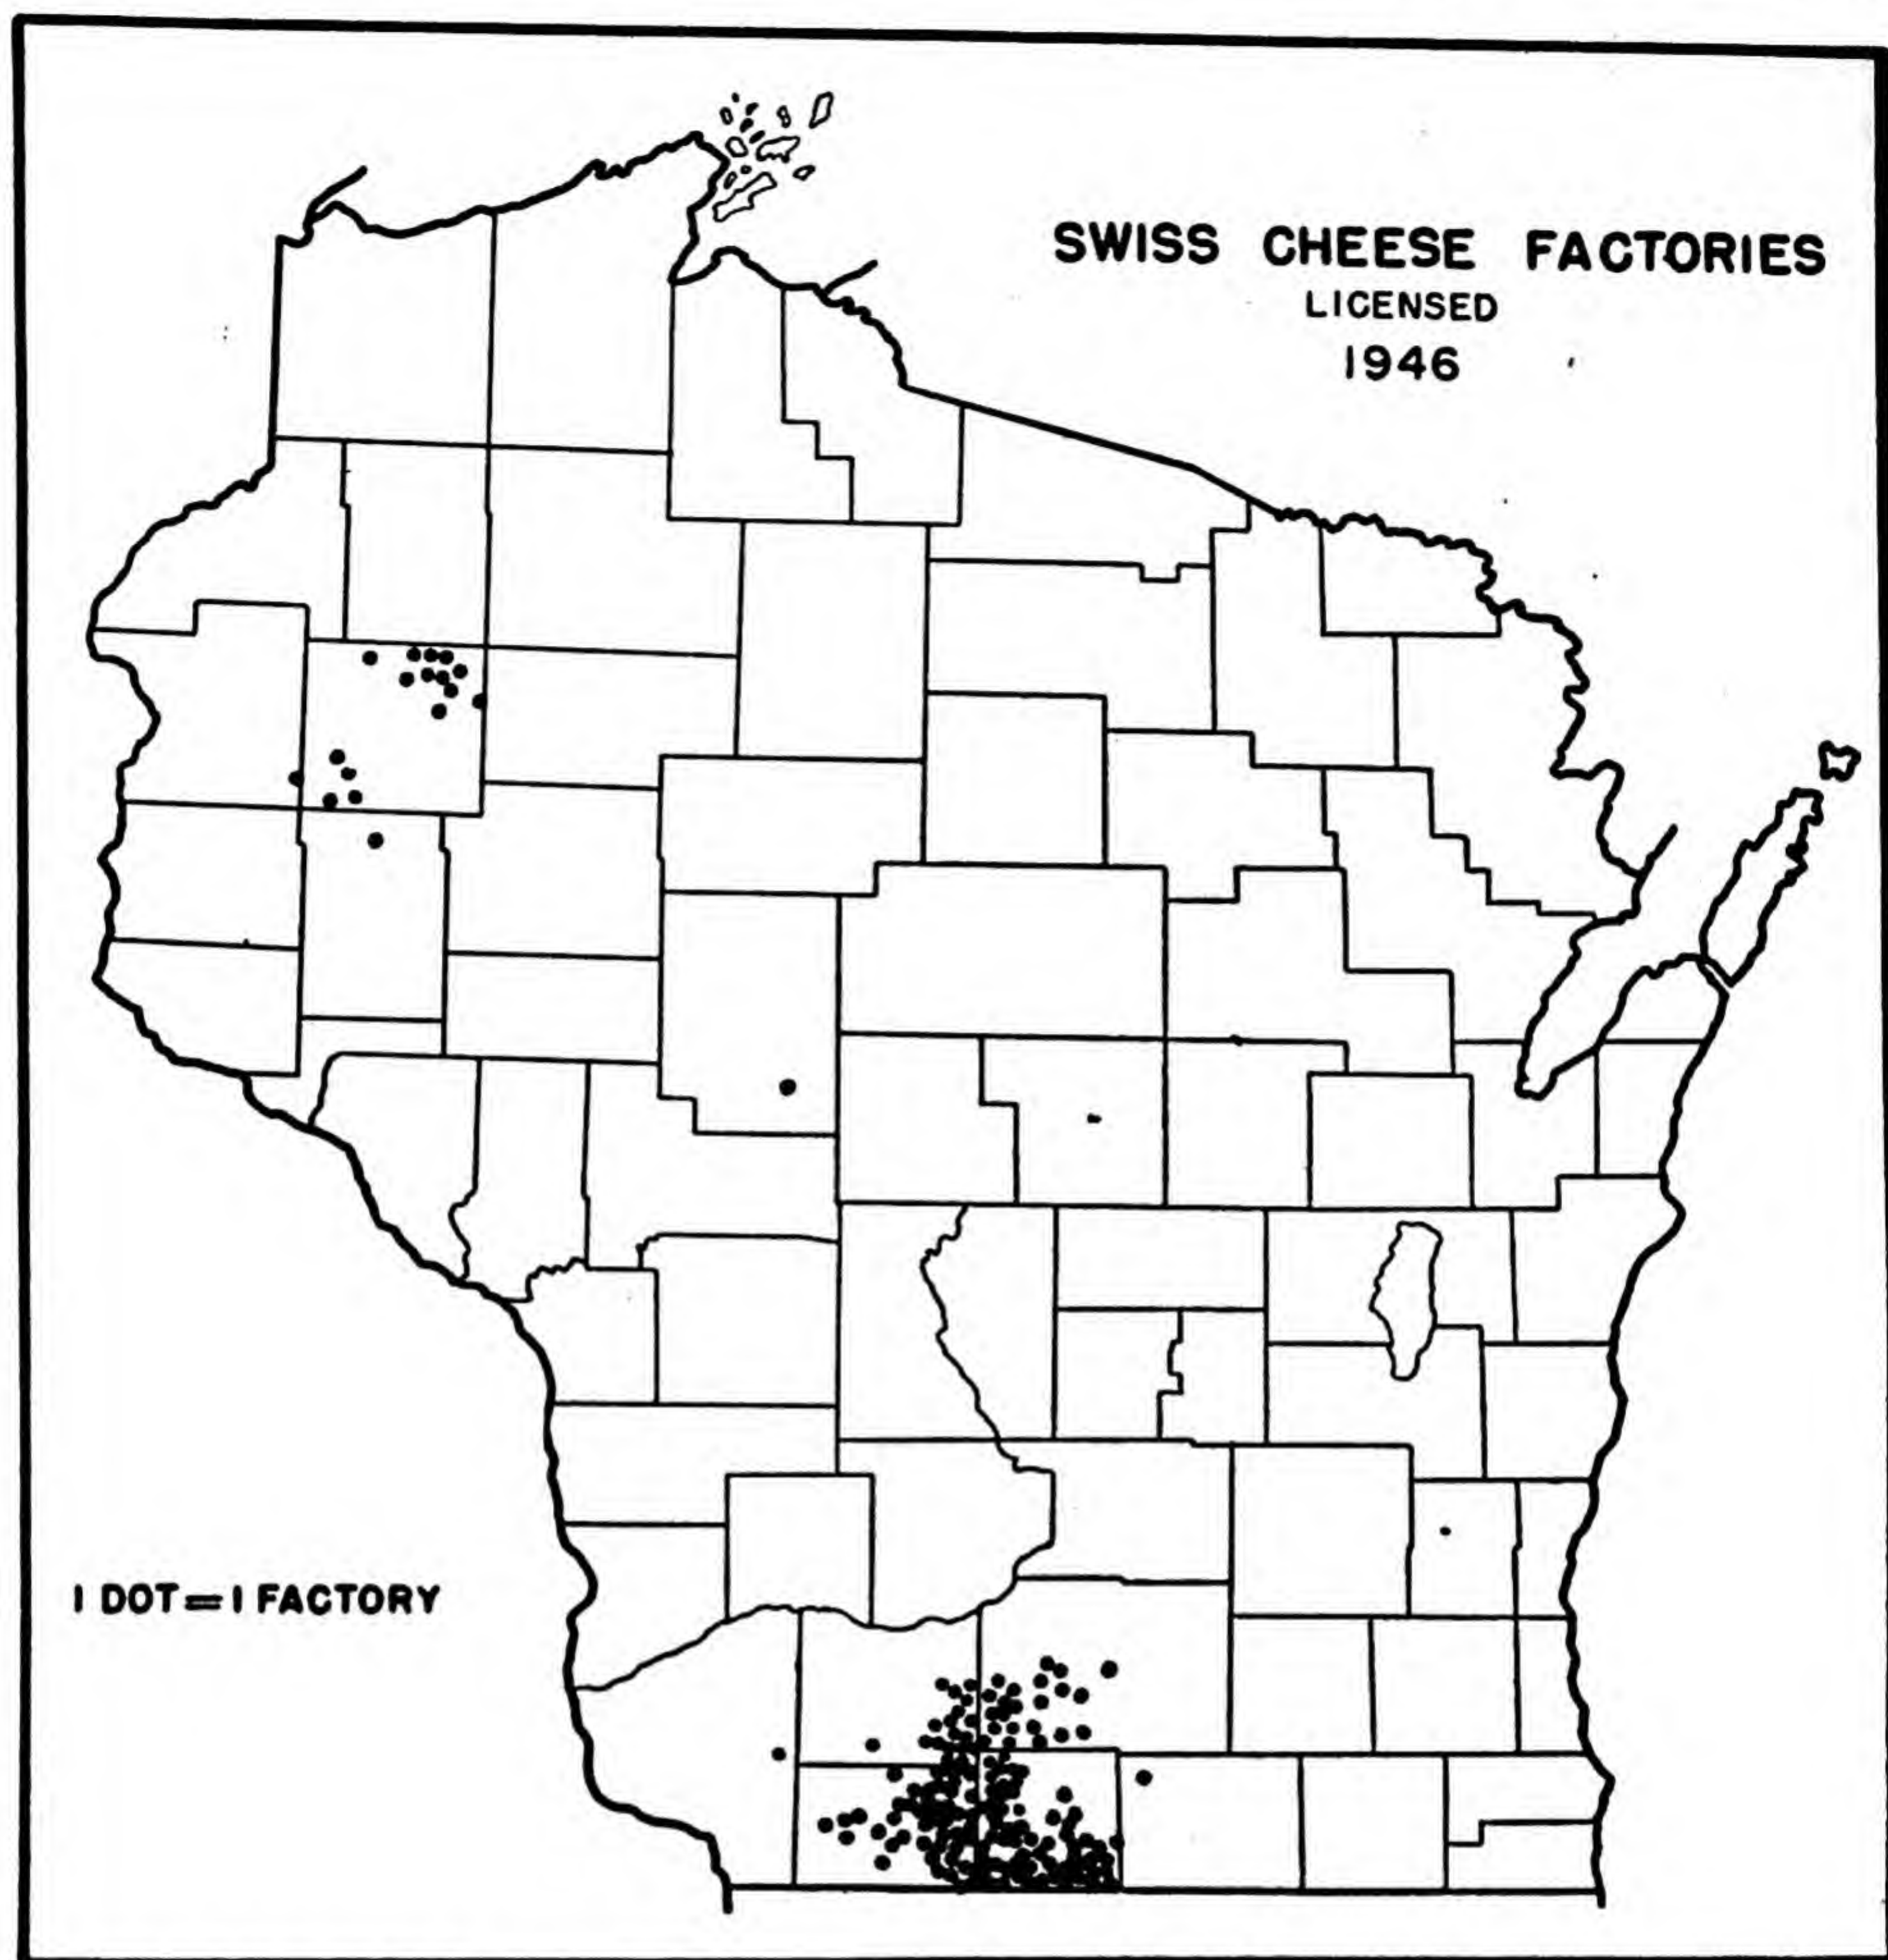 SWISS CHEESE FACTORIES
LICENSED
1946
1 DOT = 1 FACTORY